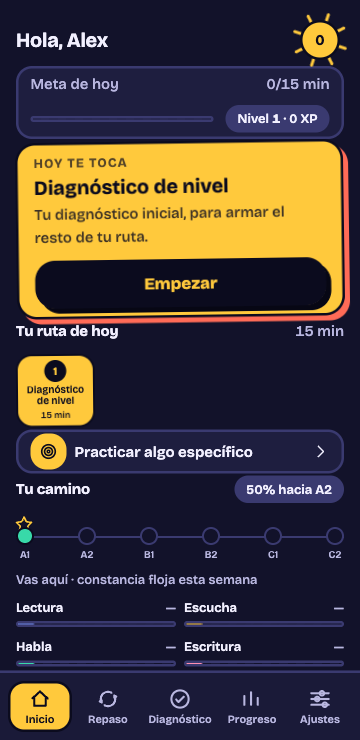 Hola, Alex
0
Meta de hoy
0/15 min
Nivel 1 · 0 XP
HOY TE TOCA
Diagnóstico de nivel
Tu diagnóstico inicial, para armar el
resto de tu ruta.
Empezar
Tu ruta de hoy
15 min
1
Diagnóstico
de nivel
15 min
Practicar algo específico
Tu camino
50% hacia A2
A1
A2
B1
B2
C1
C2
Vas aquí · constancia floja esta semana
Lectura
—
Escucha
—
Habla
—
Escritura
—
Inicio
Repaso
Diagnóstico
Progreso
Ajustes